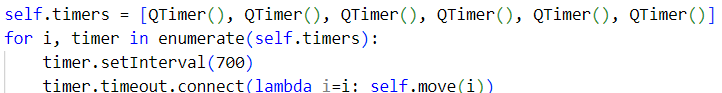 self.timers = [QTimer(), QTimer(), QTimer(), QTimer(), QTimer(), QTimer()]
for i, timer in enumerate(self.timers):
    timer.setInterval(700)
    timer.timeout.connect(lambda i=i: self.move(i))